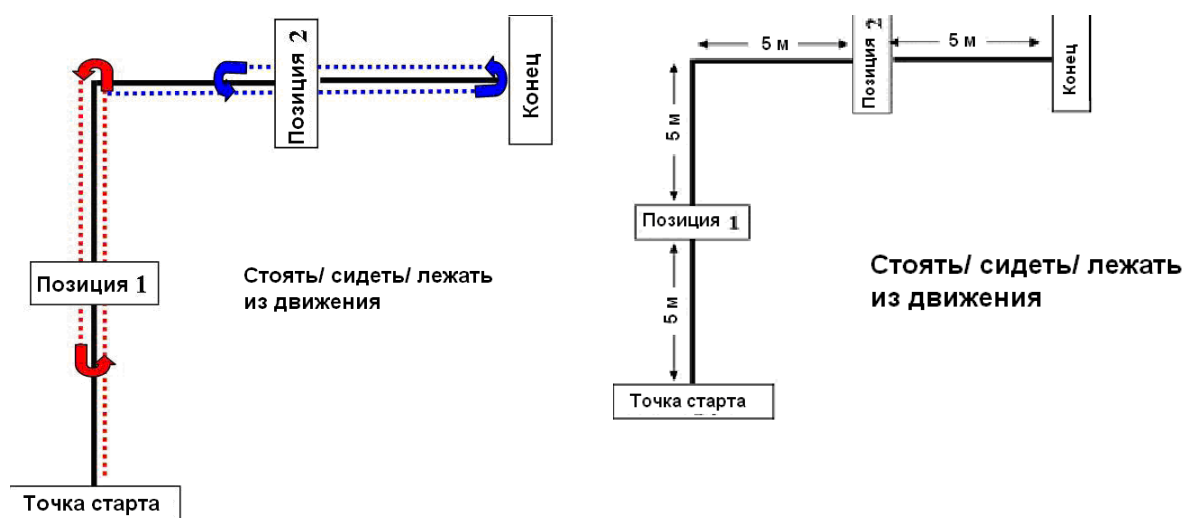 Позиция 2
Конец
Позиция 1
Стоять/ сидеть/ лежать
из движения
Точка старта
5 м
Позиция 2
5 м
Конец
5 м
Позиция 1
Стоять/ сидеть/ лежать
из движения
5 м
Точка старта